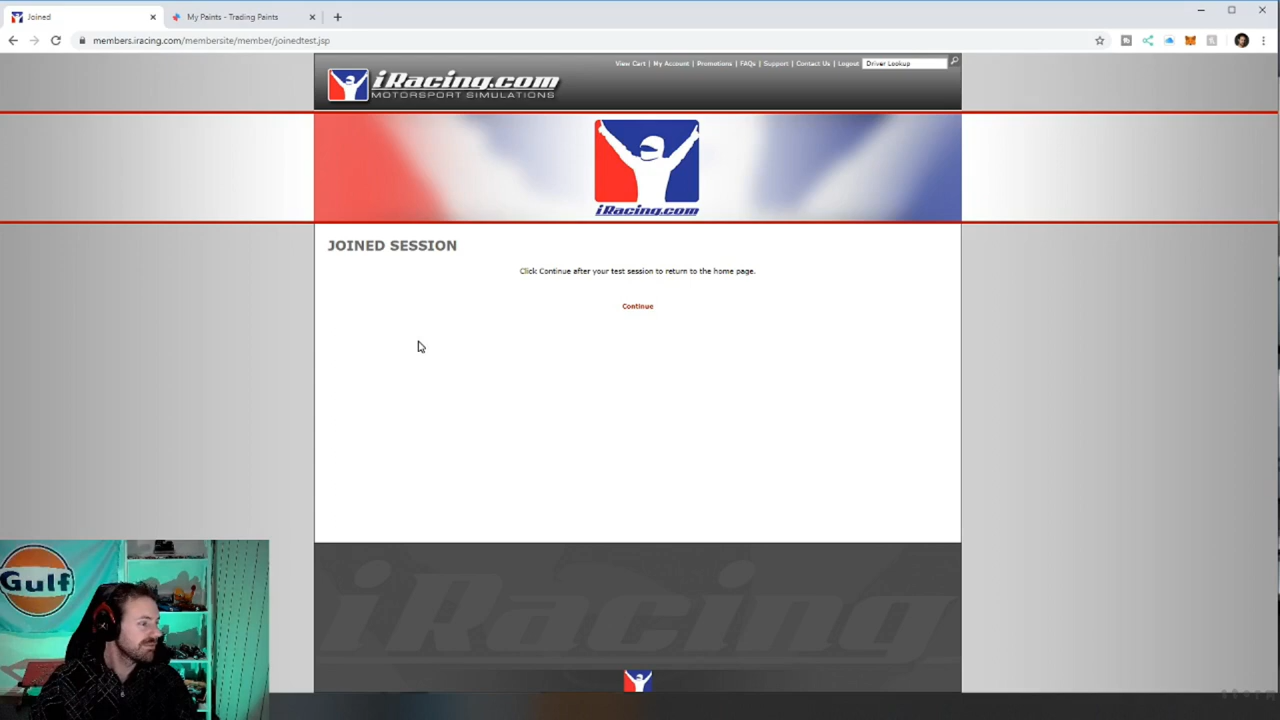 Joined
My Paints - Trading Paints
members.iracing.com/membersite/member/joinedtest.jsp
View Cart | My Account | Promotions | FAQs | Support | Contact Us | Logout
Driver Lookup
iRacing.com
MOTORSPORT SIMULATIONS
iRacing.com
JOINED SESSION
Click Continue after your test session to return to the home page.
Continue
iRacing
Gulf